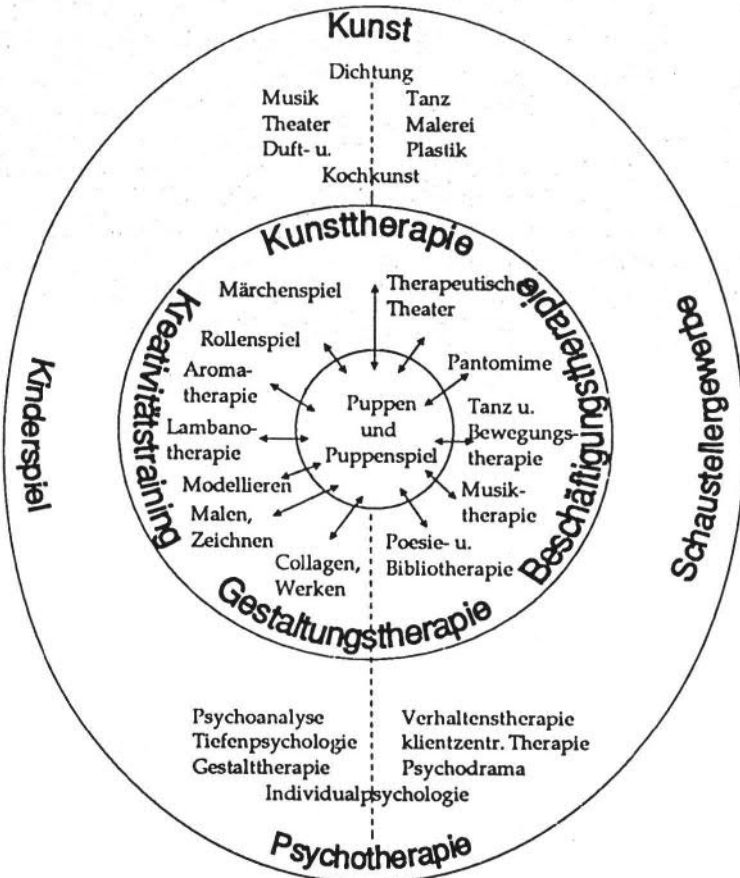 Kunst
Dichtung
Musik
Theater
Duft- u.
Tanz
Malerei
Plastik
Kochkunst
Kunsttherapie
Kreativitätstraining
Beschäftigungstherapie
Gestaltungstherapie
Märchenspiel
Therapeutische
Theater
Rollenspiel
Pantomime
Aroma-
therapie
Tanz u.
Bewegungs-
therapie
Lambano-
therapie
Modellieren
Musik-
therapie
Malen,
Zeichnen
Collagen,
Werken
Poesie- u.
Bibliotherapie
Puppen
und
Puppenspiel
Kinderspiel
Schaustellergewerbe
Psychoanalyse
Tiefenpsychologie
Gestalttherapie
Verhaltenstherapie
klientzentr. Therapie
Psychodrama
Individualpsychologie
Psychotherapie